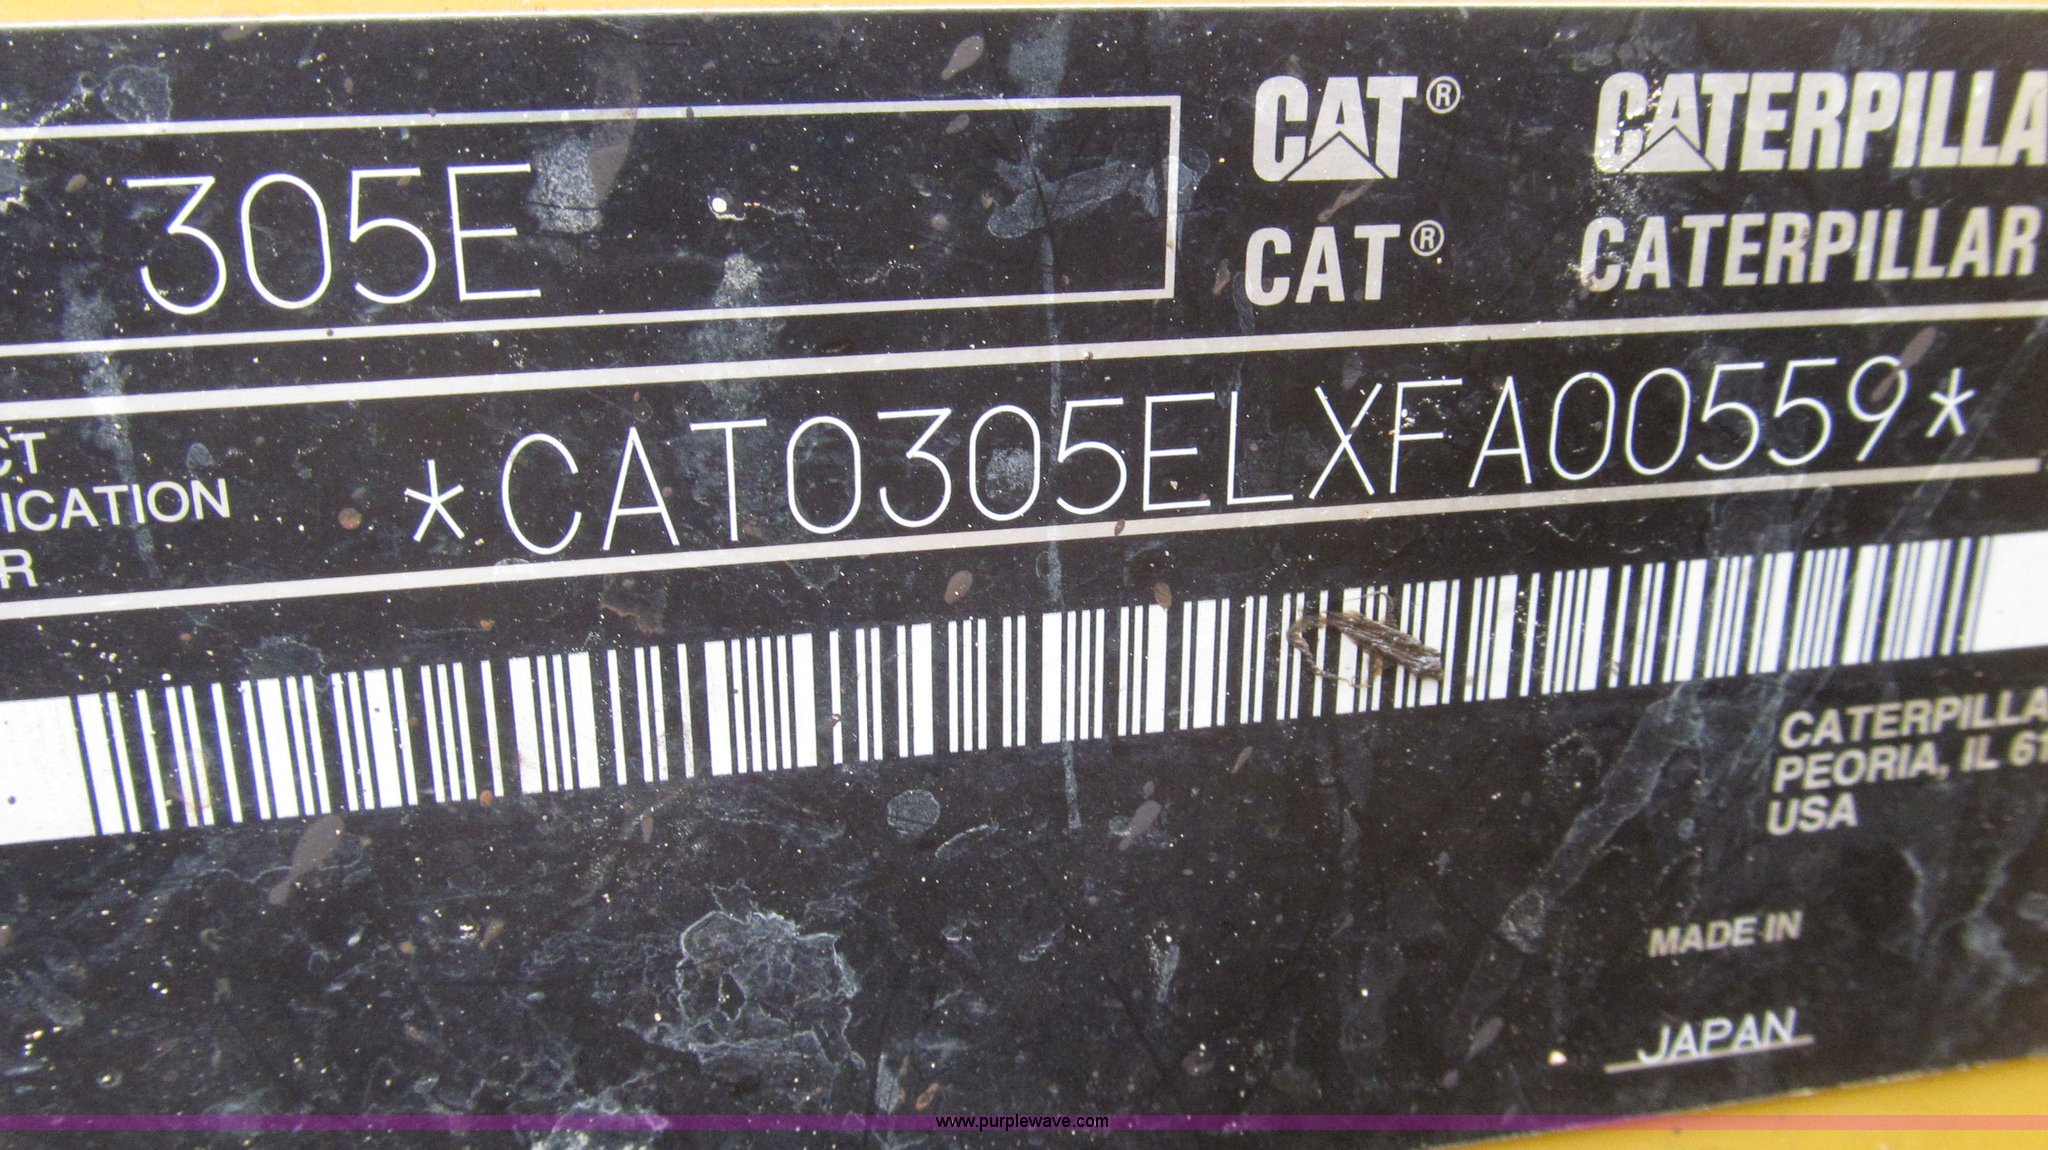 305E
CAT® CATERPILLA
CAT® CATERPILLAR
CT
ICATION
R
*CAT0305ELXFA00559*
CATERPILLA
PEORIA, IL 61
USA
MADE IN
JAPAN
www.purplewave.com